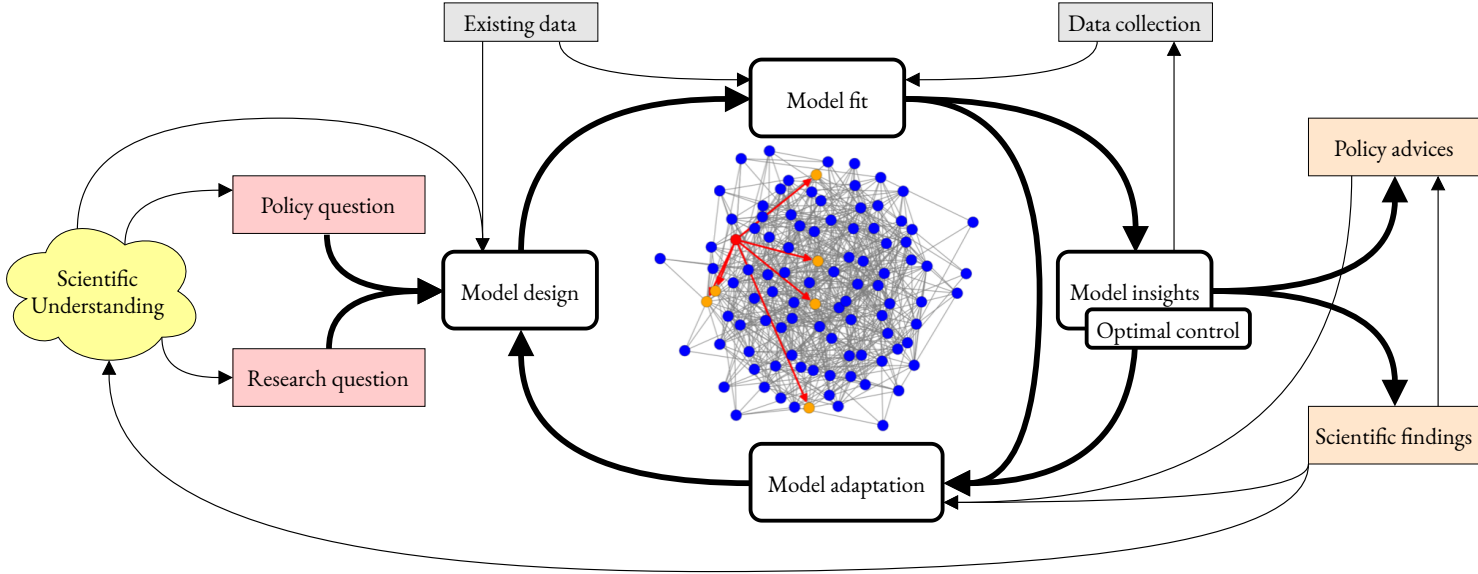 Existing data
Data collection
Model fit
Policy advices
Policy question
Scientific
Understanding
Model design
Model insights
Optimal control
Research question
Scientific findings
Model adaptation